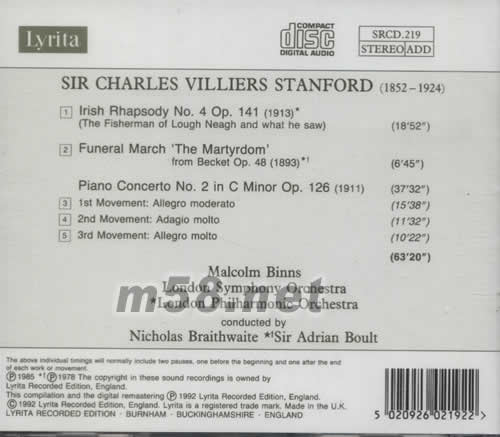 Lyrita
COMPACT
disc
DIGITAL AUDIO
SRCD.219
STEREO ADD
SIR CHARLES VILLIERS STANFORD (1852–1924)
1 Irish Rhapsody No. 4 Op. 141 (1913)*
(The Fisherman of Lough Neagh and what he saw) (18'52")
2 Funeral March 'The Martyrdom'
from Becket Op. 48 (1893)*† (6'45")
Piano Concerto No. 2 in C Minor Op. 126 (1911) (37'32")
3 1st Movement: Allegro moderato (15'38")
4 2nd Movement: Adagio molto (11'32")
5 3rd Movement: Allegro molto (10'22")
(63'20")
Malcolm Binns
London Symphony Orchestra
*London Philharmonic Orchestra
m58.net
conducted by
Nicholas Braithwaite *†Sir Adrian Boult
The above individual timings will normally include two pauses, one before the beginning and one after the end
of each work or movement.
Ⓟ1985 *†Ⓟ1978 The copyright in these sound recordings is owned by
Lyrita Recorded Edition, England.
This compilation and the digital remastering Ⓟ 1992 Lyrita Recorded Edition, England.
© 1992 Lyrita Recorded Edition, England. Lyrita is a registered trade mark. Made in the U.K.
LYRITA RECORDED EDITION · BURNHAM · BUCKINGHAMSHIRE · ENGLAND
5 020926 021922